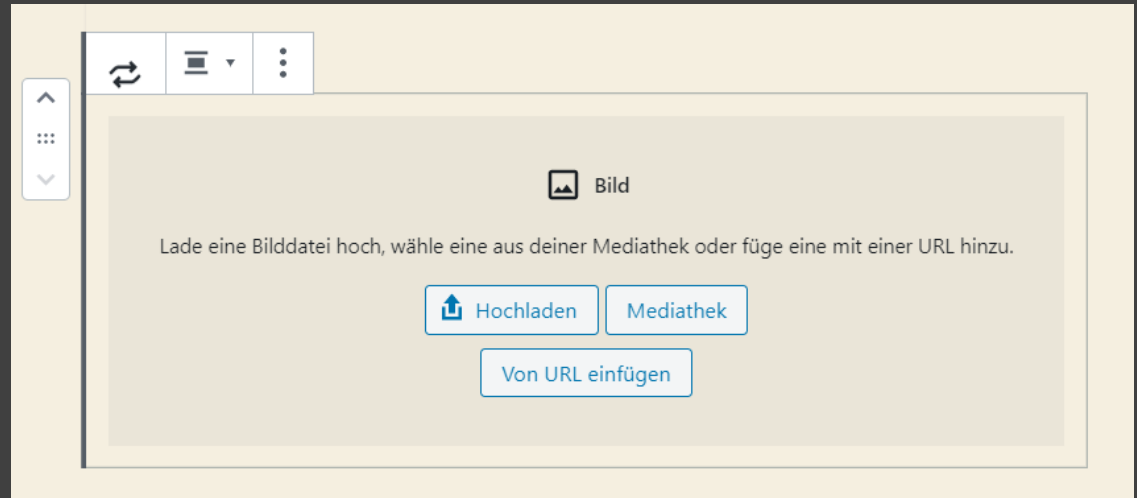 Bild
Lade eine Bilddatei hoch, wähle eine aus deiner Mediathek oder füge eine mit einer URL hinzu.
Hochladen Mediathek
Von URL einfügen